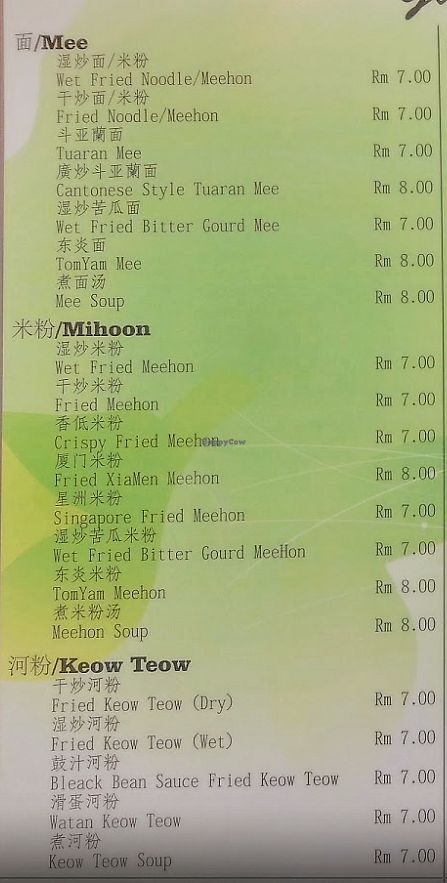 面/Mee
湿炒面/米粉
Wet Fried Noodle/Meehon Rm 7.00
干炒面/米粉
Fried Noodle/Meehon Rm 7.00
斗亚蘭面
Tuaran Mee Rm 7.00
廣炒斗亚蘭面
Cantonese Style Tuaran Mee Rm 8.00
湿炒苦瓜面
Wet Fried Bitter Gourd Mee Rm 7.00
东炎面
TomYam Mee Rm 8.00
煮面汤
Mee Soup Rm 8.00
米粉/Mihoon
湿炒米粉
Wet Fried Meehon Rm 7.00
干炒米粉
Fried Meehon Rm 7.00
香低米粉
Crispy Fried Meehon Rm 7.00
HappyCow
厦门米粉
Fried XiaMen Meehon Rm 8.00
星洲米粉
Singapore Fried Meehon Rm 7.00
湿炒苦瓜米粉
Wet Fried Bitter Gourd MeeHon Rm 7.00
东炎米粉
TomYam Meehon Rm 8.00
煮米粉汤
Meehon Soup Rm 8.00
河粉/Keow Teow
干炒河粉
Fried Keow Teow (Dry) Rm 7.00
湿炒河粉
Fried Keow Teow (Wet) Rm 7.00
鼓汁河粉
Bleack Bean Sauce Fried Keow Teow Rm 7.00
滑蛋河粉
Watan Keow Teow Rm 7.00
煮河粉
Keow Teow Soup Rm 7.00